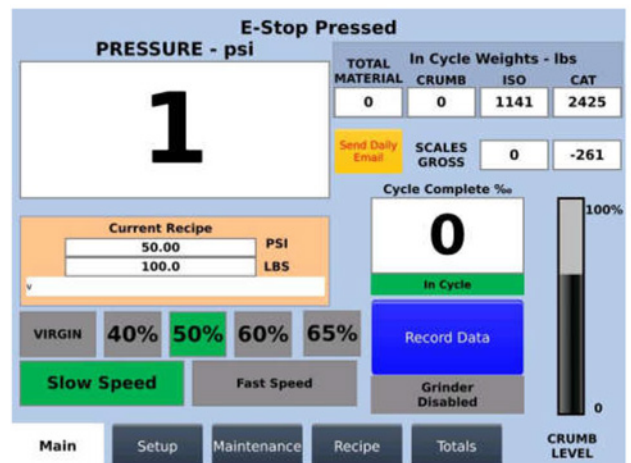 E-Stop Pressed
PRESSURE - psi
1
In Cycle Weights - lbs
TOTAL MATERIAL
CRUMB
ISO
CAT
0
0
1141
2425
Send Daily
Email
SCALES
GROSS
0
-261
Current Recipe
50.00
PSI
100.0
LBS
v
Cycle Complete %o
0
In Cycle
100%
0
CRUMB
LEVEL
VIRGIN
40%
50%
60%
65%
Slow Speed
Fast Speed
Record Data
Grinder
Disabled
Main
Setup
Maintenance
Recipe
Totals